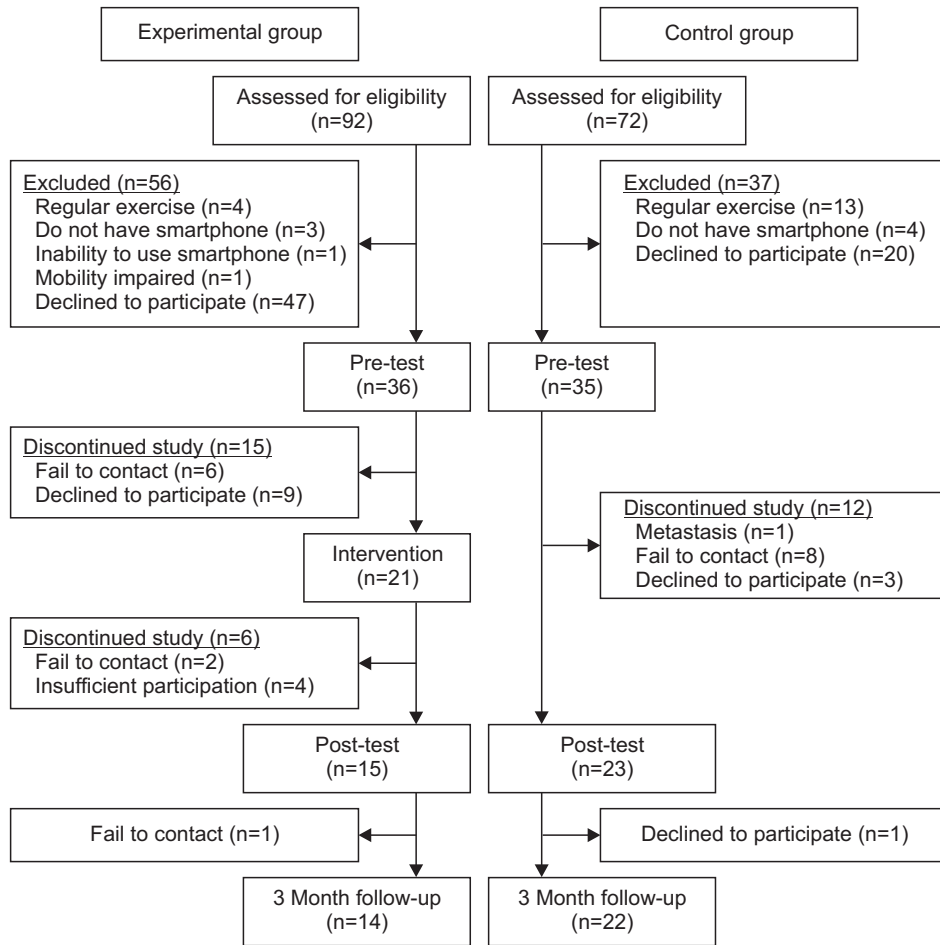 Experimental group
Control group
Assessed for eligibility
(n=92)
Assessed for eligibility
(n=72)
Excluded (n=56)
Regular exercise (n=4)
Do not have smartphone (n=3)
Inability to use smartphone (n=1)
Mobility impaired (n=1)
Declined to participate (n=47)
Excluded (n=37)
Regular exercise (n=13)
Do not have smartphone (n=4)
Declined to participate (n=20)
Pre-test
(n=36)
Pre-test
(n=35)
Discontinued study (n=15)
Fail to contact (n=6)
Declined to participate (n=9)
Discontinued study (n=12)
Metastasis (n=1)
Fail to contact (n=8)
Declined to participate (n=3)
Intervention
(n=21)
Discontinued study (n=6)
Fail to contact (n=2)
Insufficient participation (n=4)
Post-test
(n=15)
Post-test
(n=23)
Fail to contact (n=1)
Declined to participate (n=1)
3 Month follow-up
(n=14)
3 Month follow-up
(n=22)